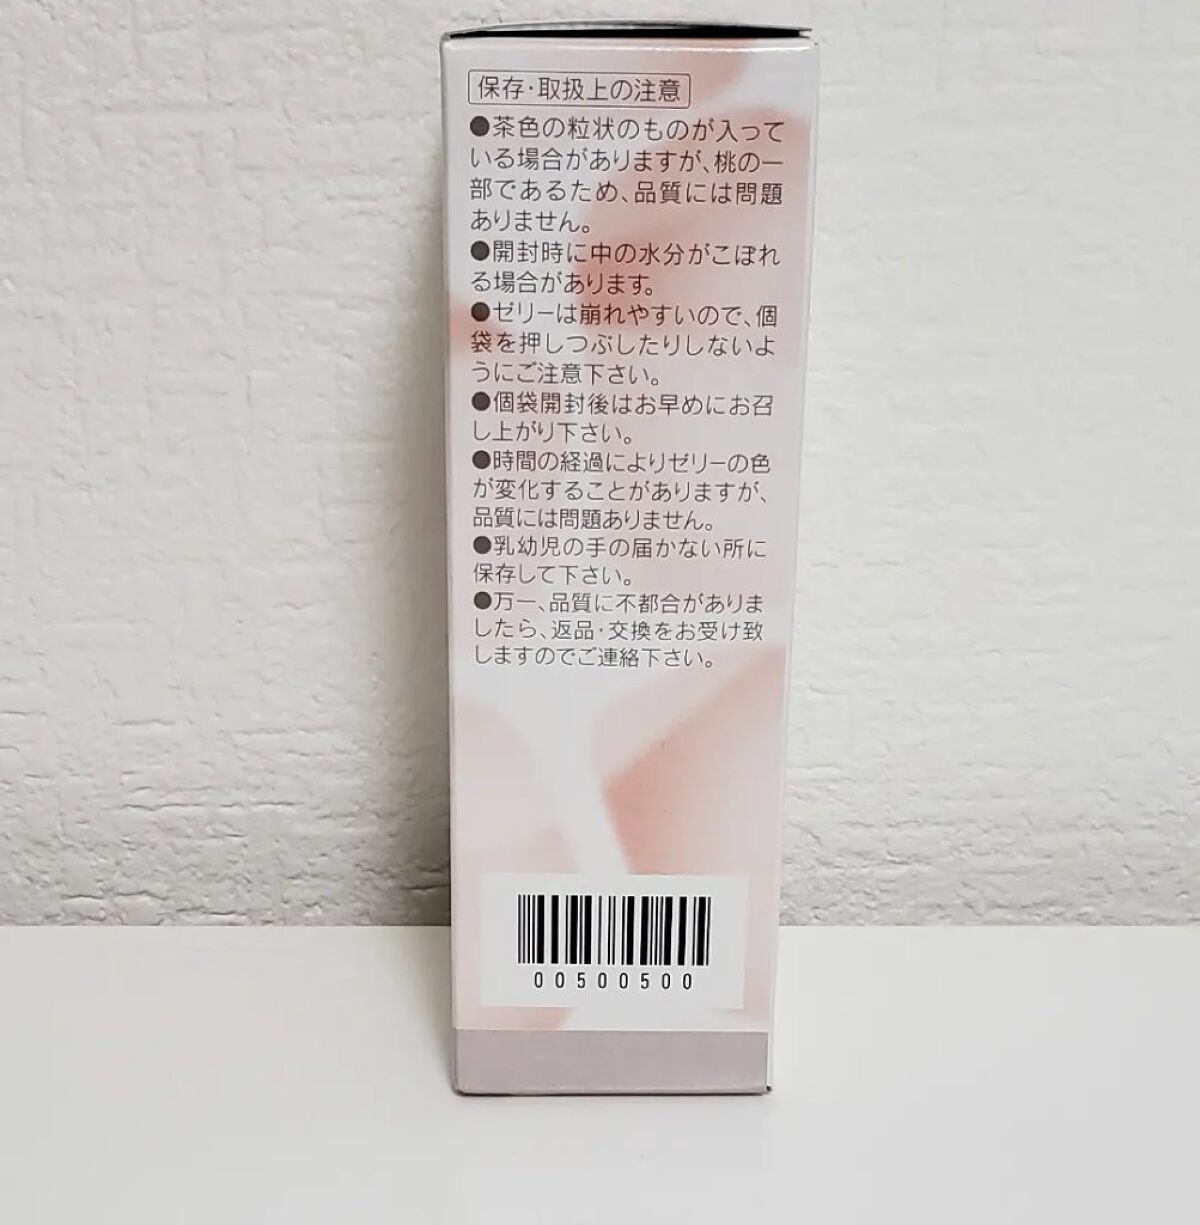 保存・取扱上の注意
●茶色の粒状のものが入って
いる場合がありますが、桃の一
部であるため、品質には問題
ありません。
●開封時に中の水分がこぼれ
る場合があります。
●ゼリーは崩れやすいので、個
袋を押しつぶしたりしないよ
うにご注意下さい。
●個袋開封後はお早めにお召
し上がり下さい。
●時間の経過によりゼリーの色
が変化することがありますが、
品質には問題ありません。
●乳幼児の手の届かない所に
保存して下さい。
●万一、品質に不都合がありま
したら、返品・交換をお受け致
しますのでご連絡下さい。
00500500